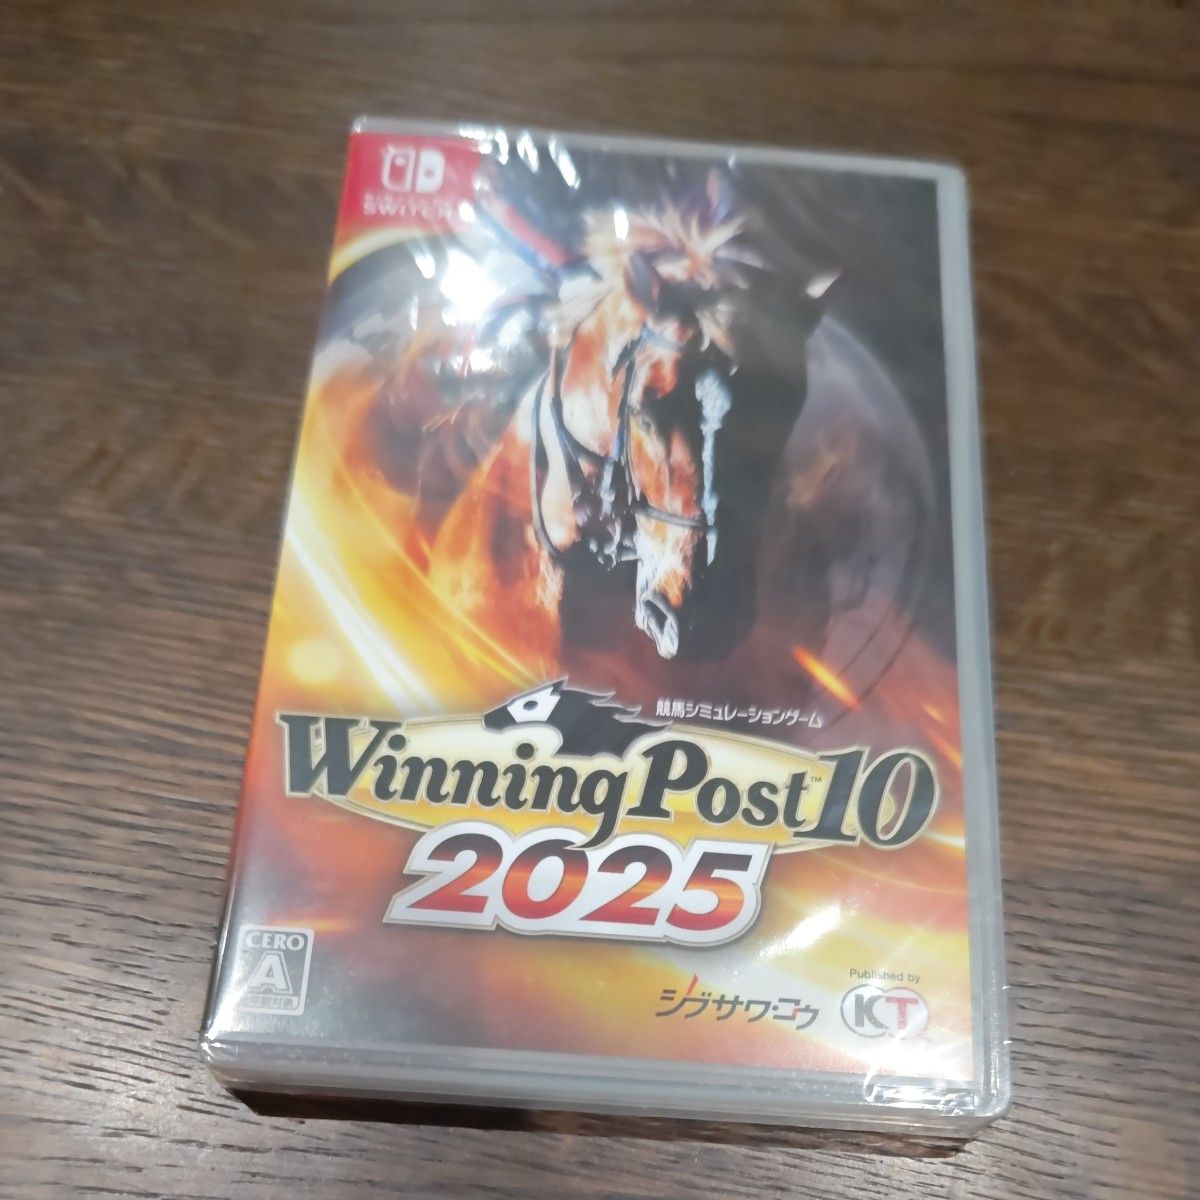 SWITCH
競馬シミュレーションゲーム
Winning Post™ 10
2025
CERO
A
シブサワ・コウ
Published by
KT